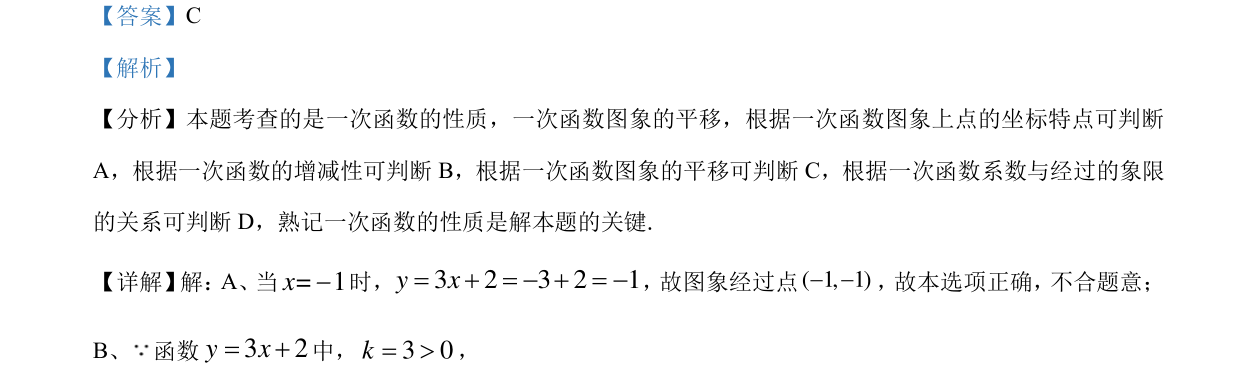 【答案】C
【解析】
【分析】本题考查的是一次函数的性质，一次函数图象的平移，根据一次函数图象上点的坐标特点可判断
A，根据一次函数的增减性可判断 B，根据一次函数图象的平移可判断 C，根据一次函数系数与经过的象限
的关系可判断 D，熟记一次函数的性质是解本题的关键.
【详解】解：A、当 x=−1时，y=3x+2=−3+2=−1，故图象经过点(−1,−1)，故本选项正确，不合题意；
B、∵函数 y=3x+2中，k=3>0，